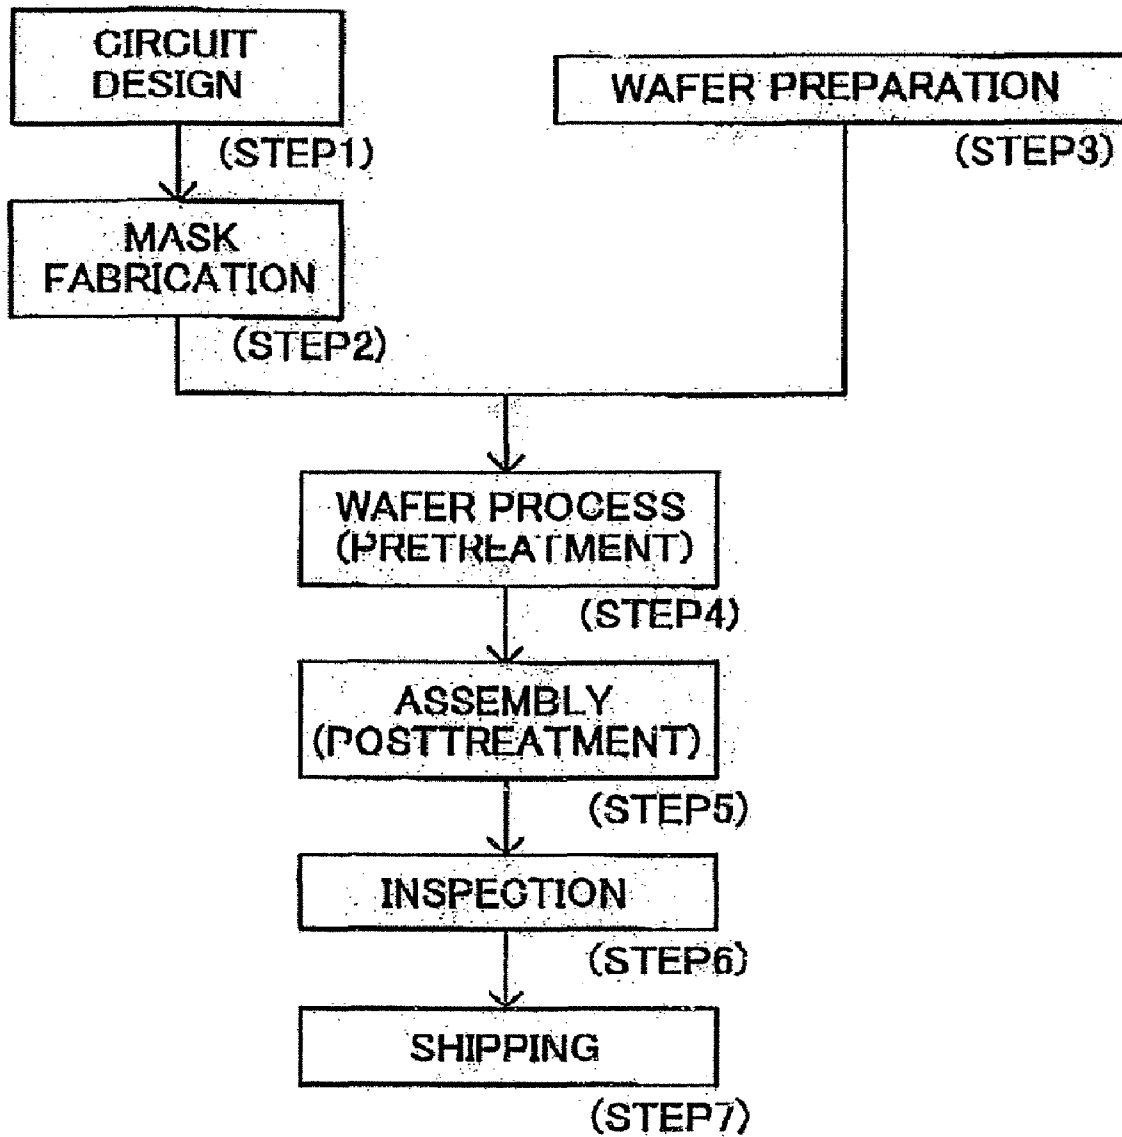 CIRCUIT
DESIGN
(STEP1)
WAFER PREPARATION
(STEP3)
MASK
FABRICATION
(STEP2)
WAFER PROCESS
(PRETREATMENT)
(STEP4)
ASSEMBLY
(POSTTREATMENT)
(STEP5)
INSPECTION
(STEP6)
SHIPPING
(STEP7)